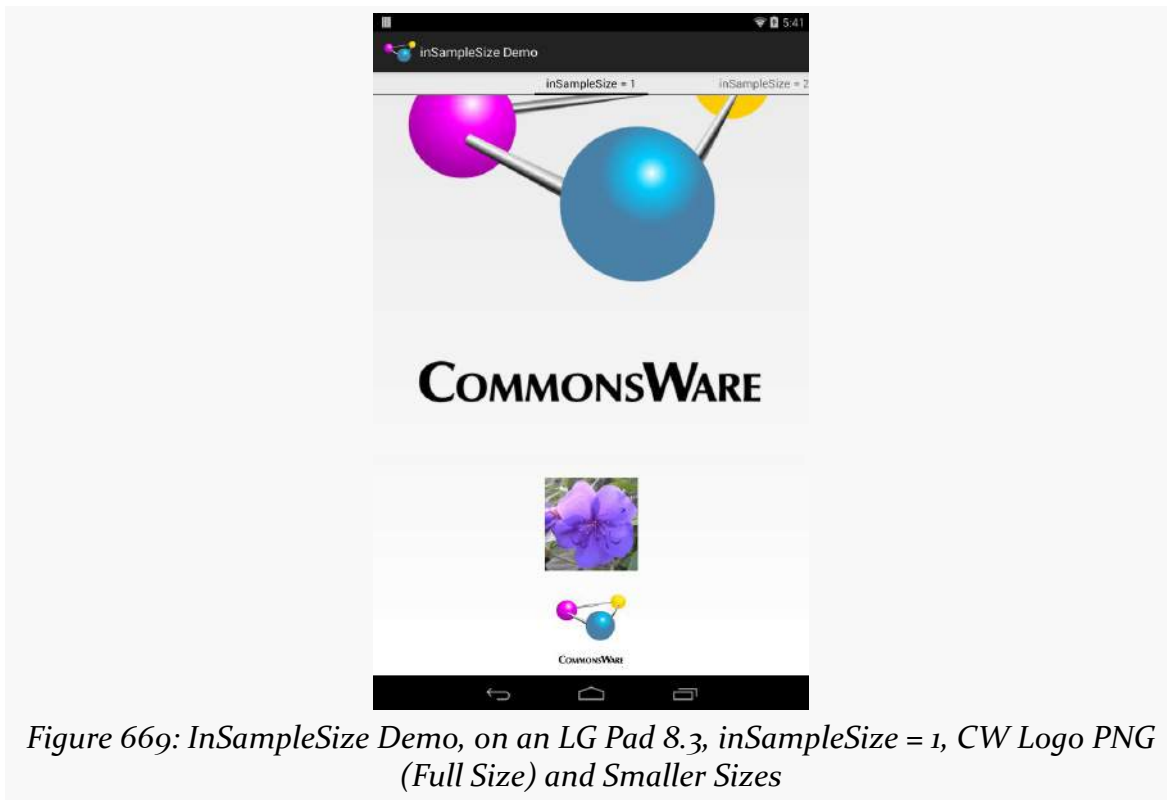 5:41
inSampleSize Demo
inSampleSize = 1 inSampleSize = 2
COMMONSWARE
COMMONSWARE
Figure 669: InSampleSize Demo, on an LG Pad 8.3, inSampleSize = 1, CW Logo PNG
(Full Size) and Smaller Sizes